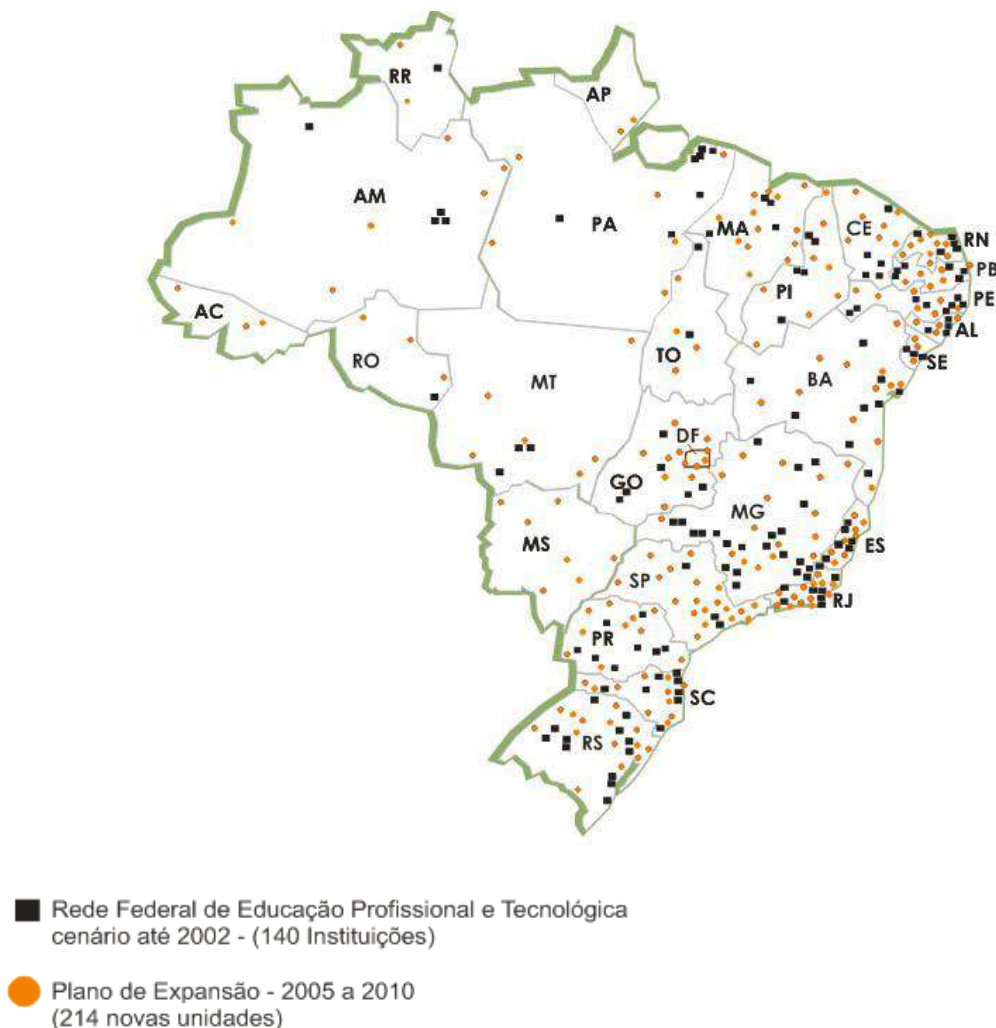 RR
AP
AM
PA
MA
CE
RN
PB
PI
PE
AC
AL
TO
RO
SE
MT
BA
DF
GO
MG
MS
ES
SP
RJ
PR
SC
RS
Rede Federal de Educação Profissional e Tecnológica
cenário até 2002 - (140 Instituições)
Plano de Expansão - 2005 a 2010
(214 novas unidades)